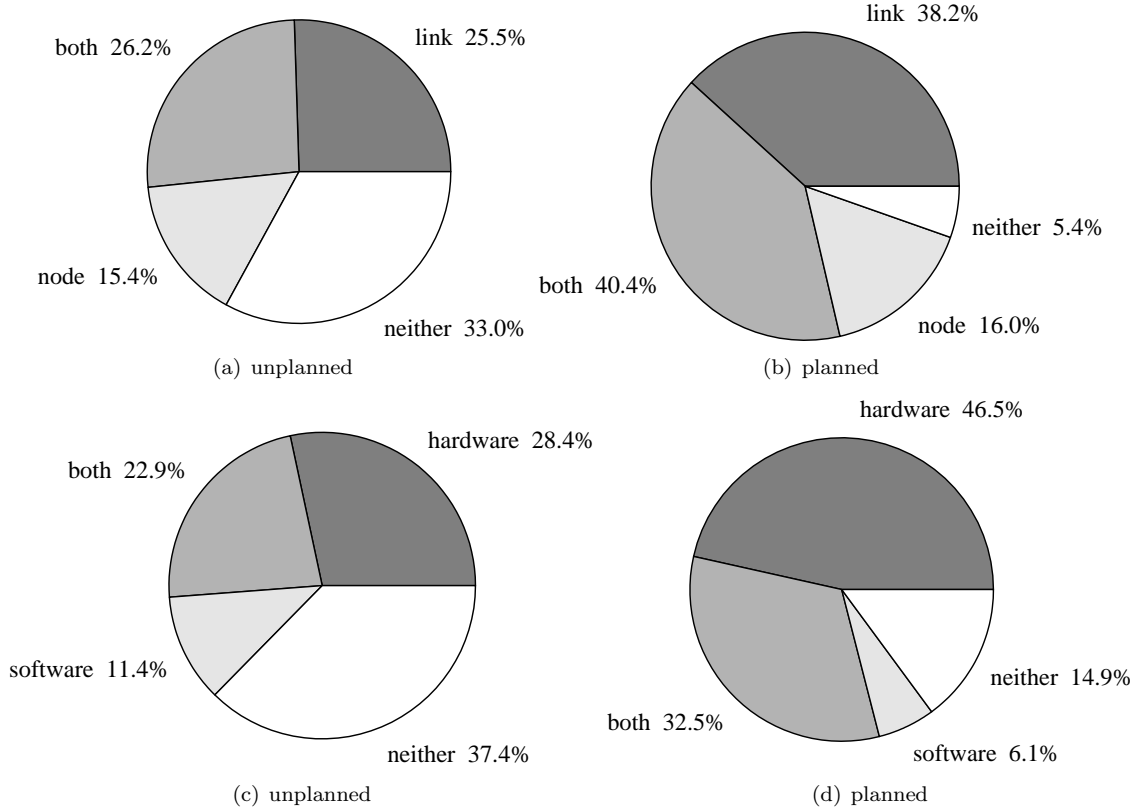 link 25.5%
both 26.2%
node 15.4%
neither 33.0%
(a) unplanned
link 38.2%
neither 5.4%
both 40.4%
node 16.0%
(b) planned
hardware 28.4%
both 22.9%
software 11.4%
neither 37.4%
(c) unplanned
hardware 46.5%
neither 14.9%
both 32.5%
software 6.1%
(d) planned